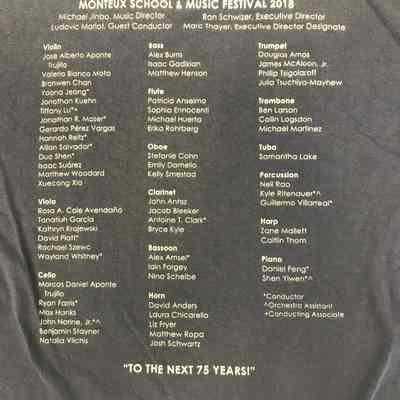 MONTEUX SCHOOL & MUSIC FESTIVAL 2018
Michael Jinbo, Music Director
Ron Schwizer, Executive Director
Ludovic Morlot, Guest Conductor
Marc Thayer, Executive Director Designate
Violin
José Alberto Aponte
Trujillo
Valeria Blanco Mota
Bronwen Chan
Yoona Jeong*
Jonathan Kuehn
Tiffany Lu*^
Jonathan R. Moser*
Gerardo Pérez Vargas
Hannah Reitz*
Allan Salvador*
Duo Shen*
Isaac Suárez
Matthew Woodard
Xuecong Xia
Viola
Rosa A. Cole Avendaño
Tanatiuh García
Kathryn Krajewski
David Platt*
Rachael Szewc
Wayland Whitney*
Cello
Marcos Daniel Aponte
Trujillo
Ryan Farris*
Max Hanks
John Norine, Jr.*^
Benjamin Stayner
Natalia Vilchis
Bass
Alex Burns
Isaac Gadikian
Matthew Henson
Flute
Patricia Anselmo
Sophia Ennocenti
Michael Huerta
Erika Rohrberg
Oboe
Stefanie Cohn
Emily Damelio
Kelly Smestad
Clarinet
John Antisz
Jacob Bleeker
Antoine T. Clark*
Bryce Kyle
Bassoon
Alex Amsel*
Iain Forgey
Nino Scheibe
Horn
David Anders
Laura Chicarella
Liz Fryer
Matthew Ropa
Josh Schwartz
Trumpet
Douglas Amos
James McAloon, Jr.
Phillip Tsigolaroff
Julia Tsuchiya-Mayhew
Trombone
Ben Larson
Collin Logsdon
Michael Martinez
Tuba
Samantha Lake
Percussion
Neil Rao
Kyle Ritenauer*^
Guillermo Villarreal*
Harp
Zane Mallett
Caitlin Thom
Piano
Daniel Feng*
Shen Yiwen*^
*Conductor
^Orchestra Assistant
+Conducting Associate
"TO THE NEXT 75 YEARS!"